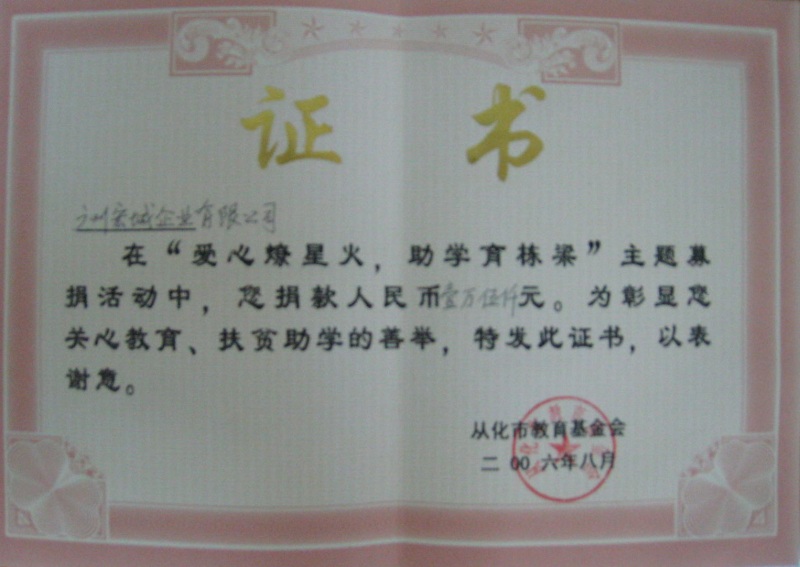 证书
广州宏城企业有限公司
在“爱心燎星火，助学育栋梁”主题募
捐活动中，您捐款人民币壹万伍仟元。为彰显您
关心教育、扶贫助学的善举，特发此证书，以表
谢意。
从化市教育基金会
二00六年八月